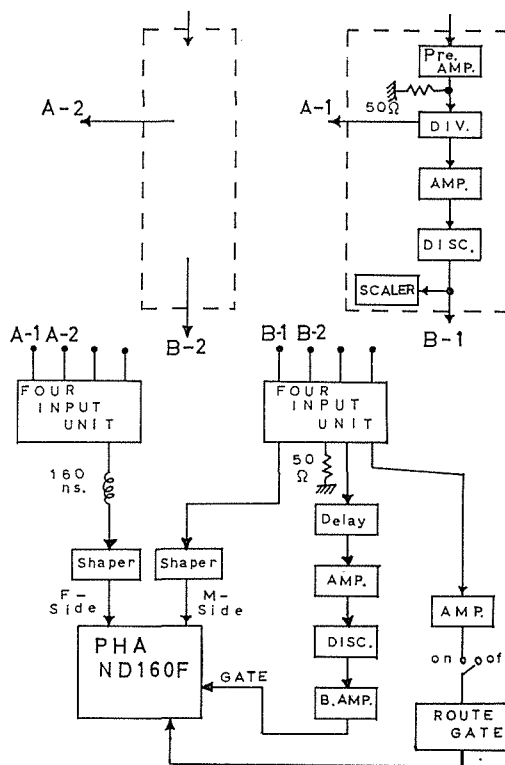 Pre.
AMP.
50Ω
A-2
A-1
DIV.
AMP.
DISC.
SCALER
B-2
B-1
A-1 A-2
B-1 B-2
FOUR
INPUT
UNIT
FOUR
INPUT
UNIT
160
ns.
50
Ω
Delay
Shaper
Shaper
AMP.
F-
Side
M-
Side
AMP.
DISC.
on
of
PHA
ND160F
GATE
B.AMP.
ROUTE
GATE